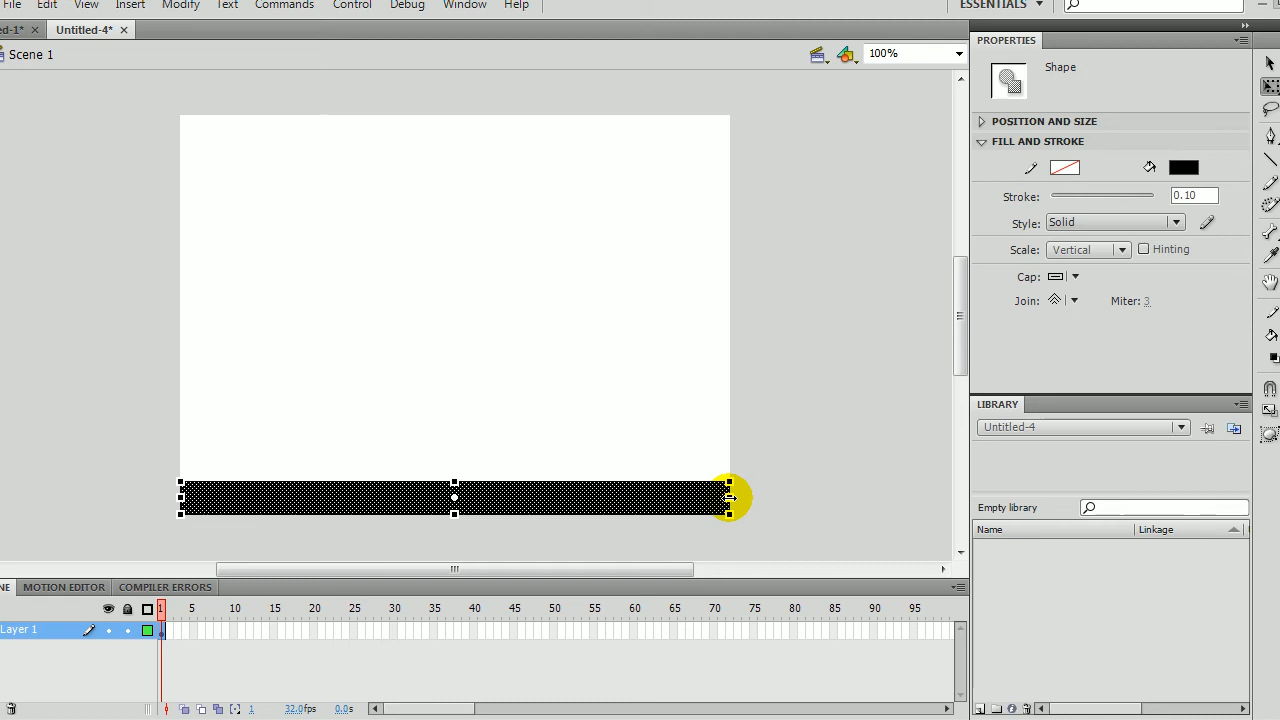 File Edit View Insert Modify Text Commands Control Debug Window Help ESSENTIALS
ed-1* Untitled-4*
Scene 1 100%
PROPERTIES
Shape
POSITION AND SIZE
FILL AND STROKE
Stroke: 0.10
Style: Solid
Scale: Vertical Hinting
Cap:
Join: Miter: 3
LIBRARY
Untitled-4
Empty library
Name Linkage
NE MOTION EDITOR COMPILER ERRORS
1 5 10 15 20 25 30 35 40 45 50 55 60 65 70 75 80 85 90 95
Layer 1
1 32.0fps 0.0s